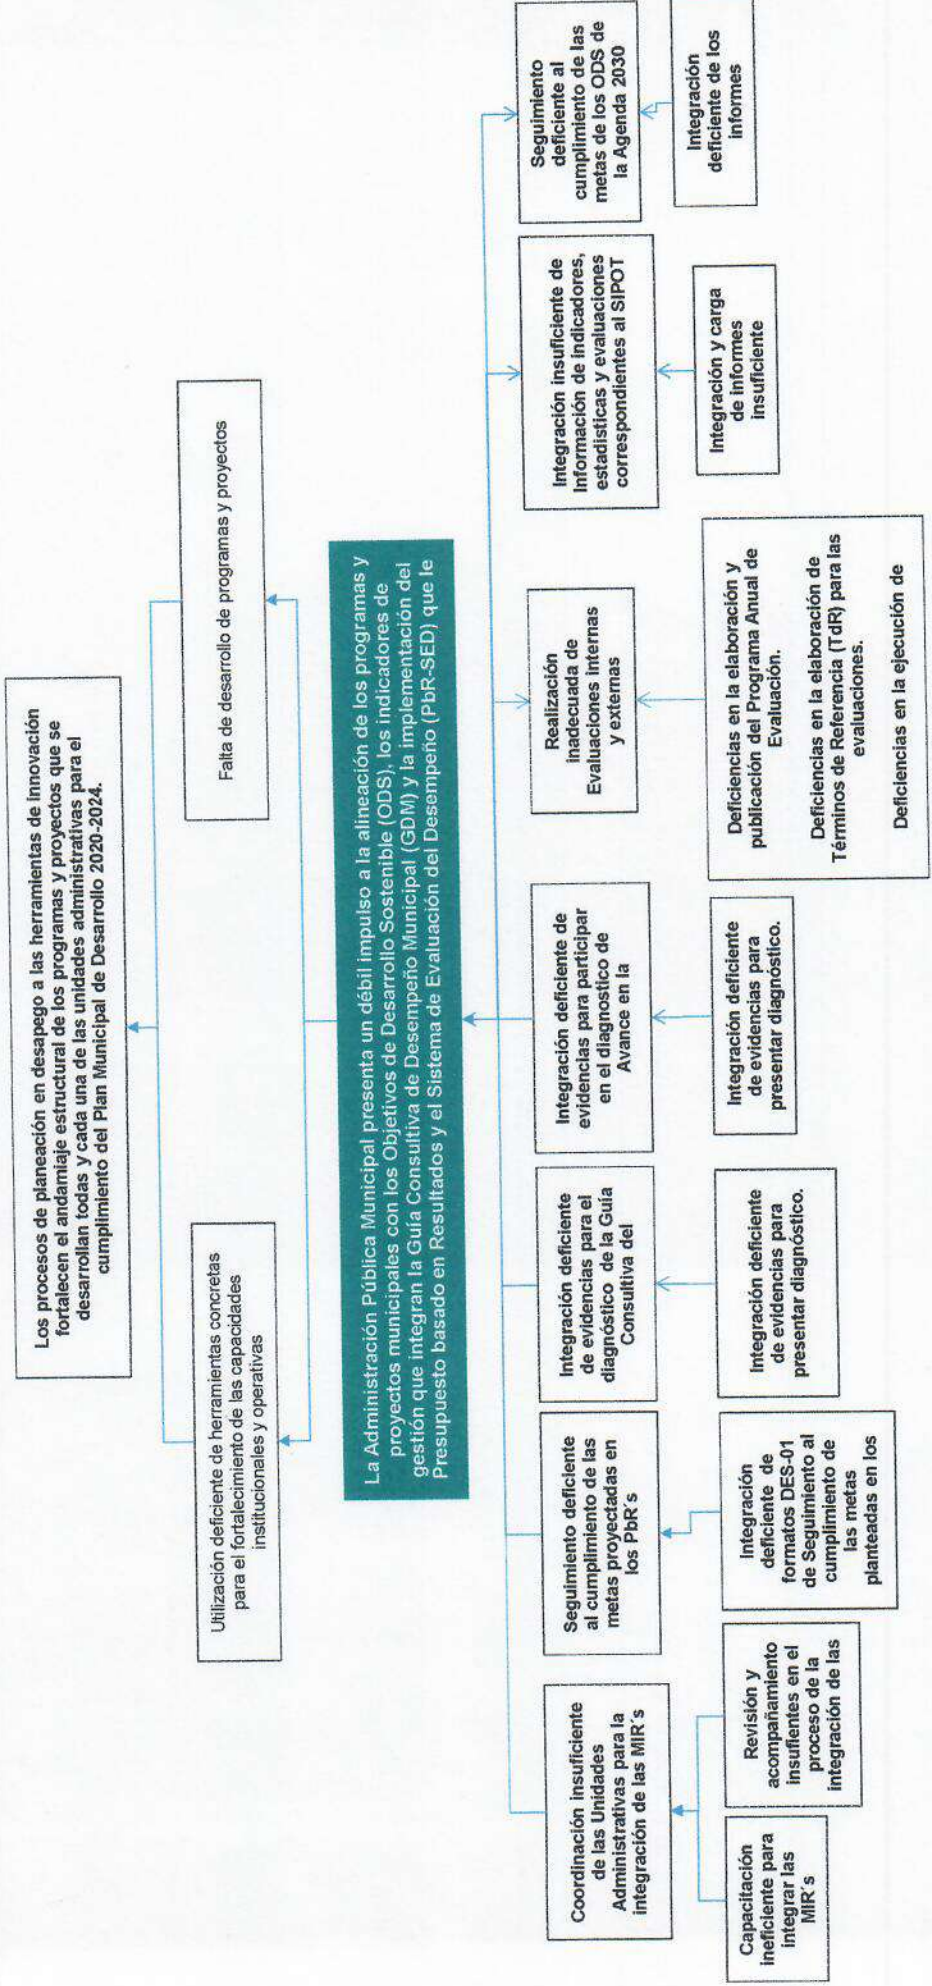 Los procesos de planeación en desapego a las herramientas de innovación
fortalecen el andamiaje estructural de los programas y proyectos que se
desarrollan todas y cada una de las unidades administrativas para el
cumplimiento del Plan Municipal de Desarrollo 2020-2024.
Utilización deficiente de herramientas concretas
para el fortalecimiento de las capacidades
institucionales y operativas
Falta de desarrollo de programas y proyectos
La Administración Pública Municipal presenta un débil impulso a la alineación de los programas y
proyectos municipales con los Objetivos de Desarrollo Sostenible (ODS), los indicadores de
gestión que integran la Guía Consultiva de Desempeño Municipal (GDM) y la implementación del
Presupuesto basado en Resultados y el Sistema de Evaluación del Desempeño (PbR-SED) que le
Coordinación insuficiente
de las Unidades
Administrativas para la
integración de las MIR´s
Seguimiento deficiente
al cumplimiento de las
metas proyectadas en
los PbR´s
Integración deficiente
de evidencias para el
diagnóstico de la Guía
Consultiva del
Integración deficiente de
evidencias para participar
en el diagnostico de
Avance en la
Realización
inadecuada de
Evaluaciones internas
y externas
Integración insuficiente de
Información de indicadores,
estadísticas y evaluaciones
correspondientes al SIPOT
Seguimiento
deficiente al
cumplimiento de las
metas de los ODS de
la Agenda 2030
Capacitación
ineficiente para
integrar las
MIR´s
Revisión y
acompañamiento
insufientes en el
proceso de la
integración de las
Integración
deficiente de
formatos DES-01
de Seguimiento al
cumplimiento de
las metas
planteadas en los
Integración deficiente
de evidencias para
presentar diagnóstico.
Integración deficiente
de evidencias para
presentar diagnóstico.
Deficiencias en la elaboración y
publicación del Programa Anual de
Evaluación.
Deficiencias en la elaboración de
Términos de Referencia (TdR) para las
evaluaciones.
Deficiencias en la ejecución de
Integración y carga
de informes
insuficiente
Integración
deficiente de los
informes